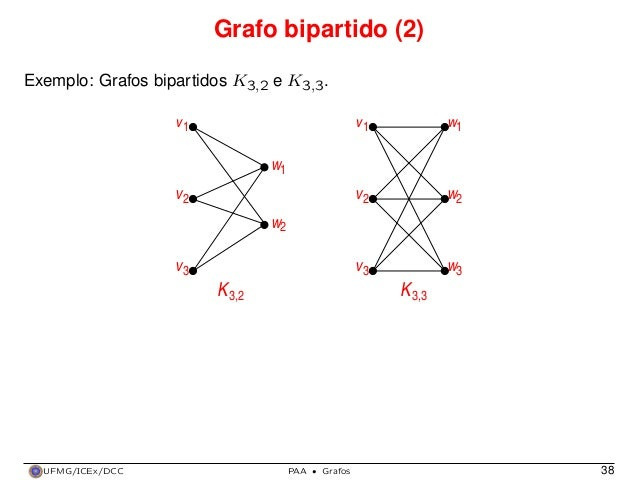 Grafo bipartido (2)
Exemplo: Grafos bipartidos K3,2 e K3,3.
v1
w1
v2
w2
v3
K3,2
v1 w1
v2 w2
v3 w3
K3,3
UFMG/ICEx/DCC PAA • Grafos 38